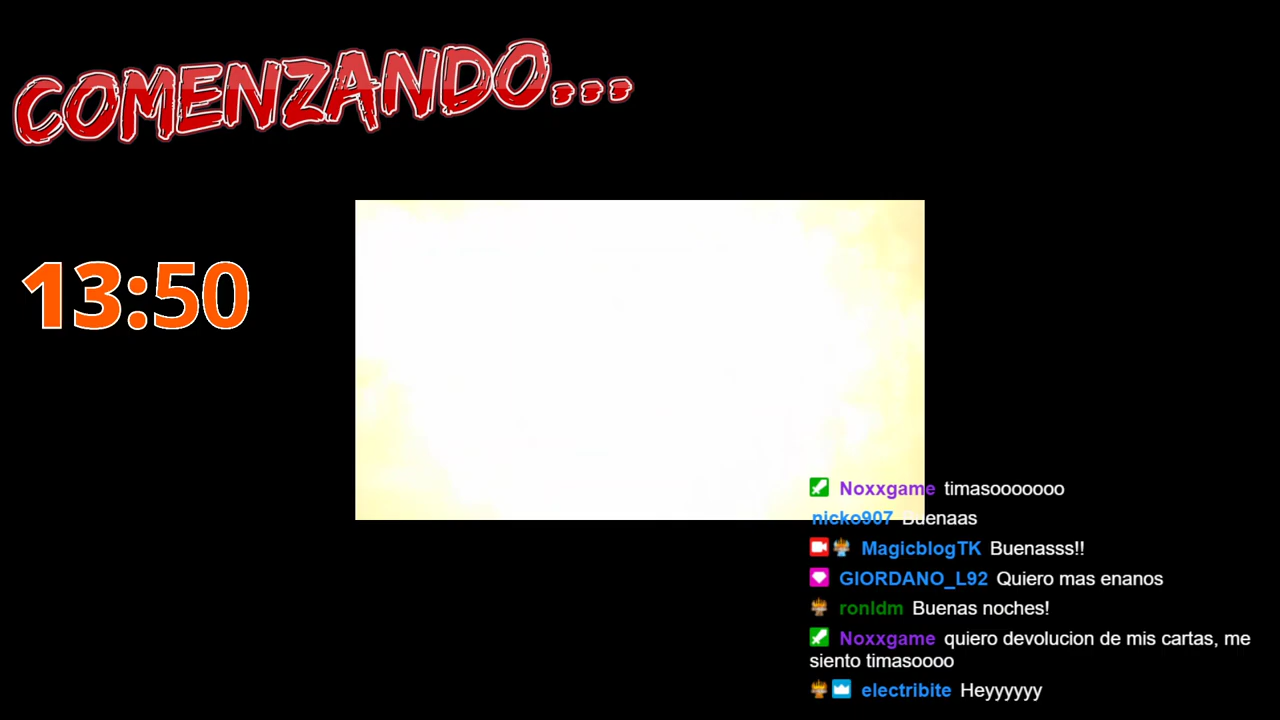 COMENZANDO...
13:50
Noxxgame timasooooooo
nicko907 Buenaas
MagicblogTK Buenasss!!
GIORDANO_L92 Quiero mas enanos
ronldm Buenas noches!
Noxxgame quiero devolucion de mis cartas, me
siento timasoooo
electribite Heyyyyyy